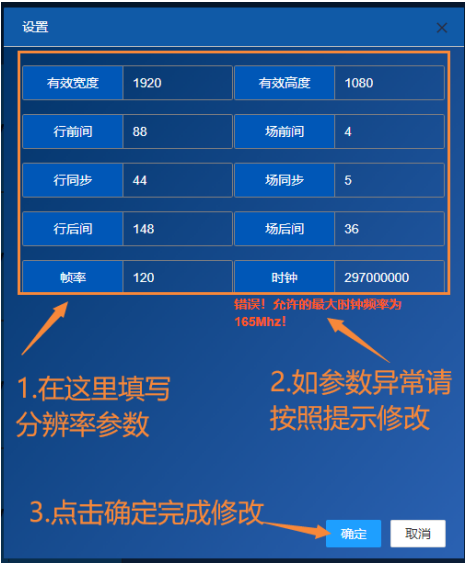 设置
有效宽度 1920 有效高度 1080
行前间 88 场前间 4
行同步 44 场同步 5
行后间 148 场后间 36
帧率 120 时钟 297000000
错误！允许的最大时钟频率为
165Mhz！
1.在这里填写
分辨率参数
2.如参数异常请
按照提示修改
3.点击确定完成修改
确定 取消